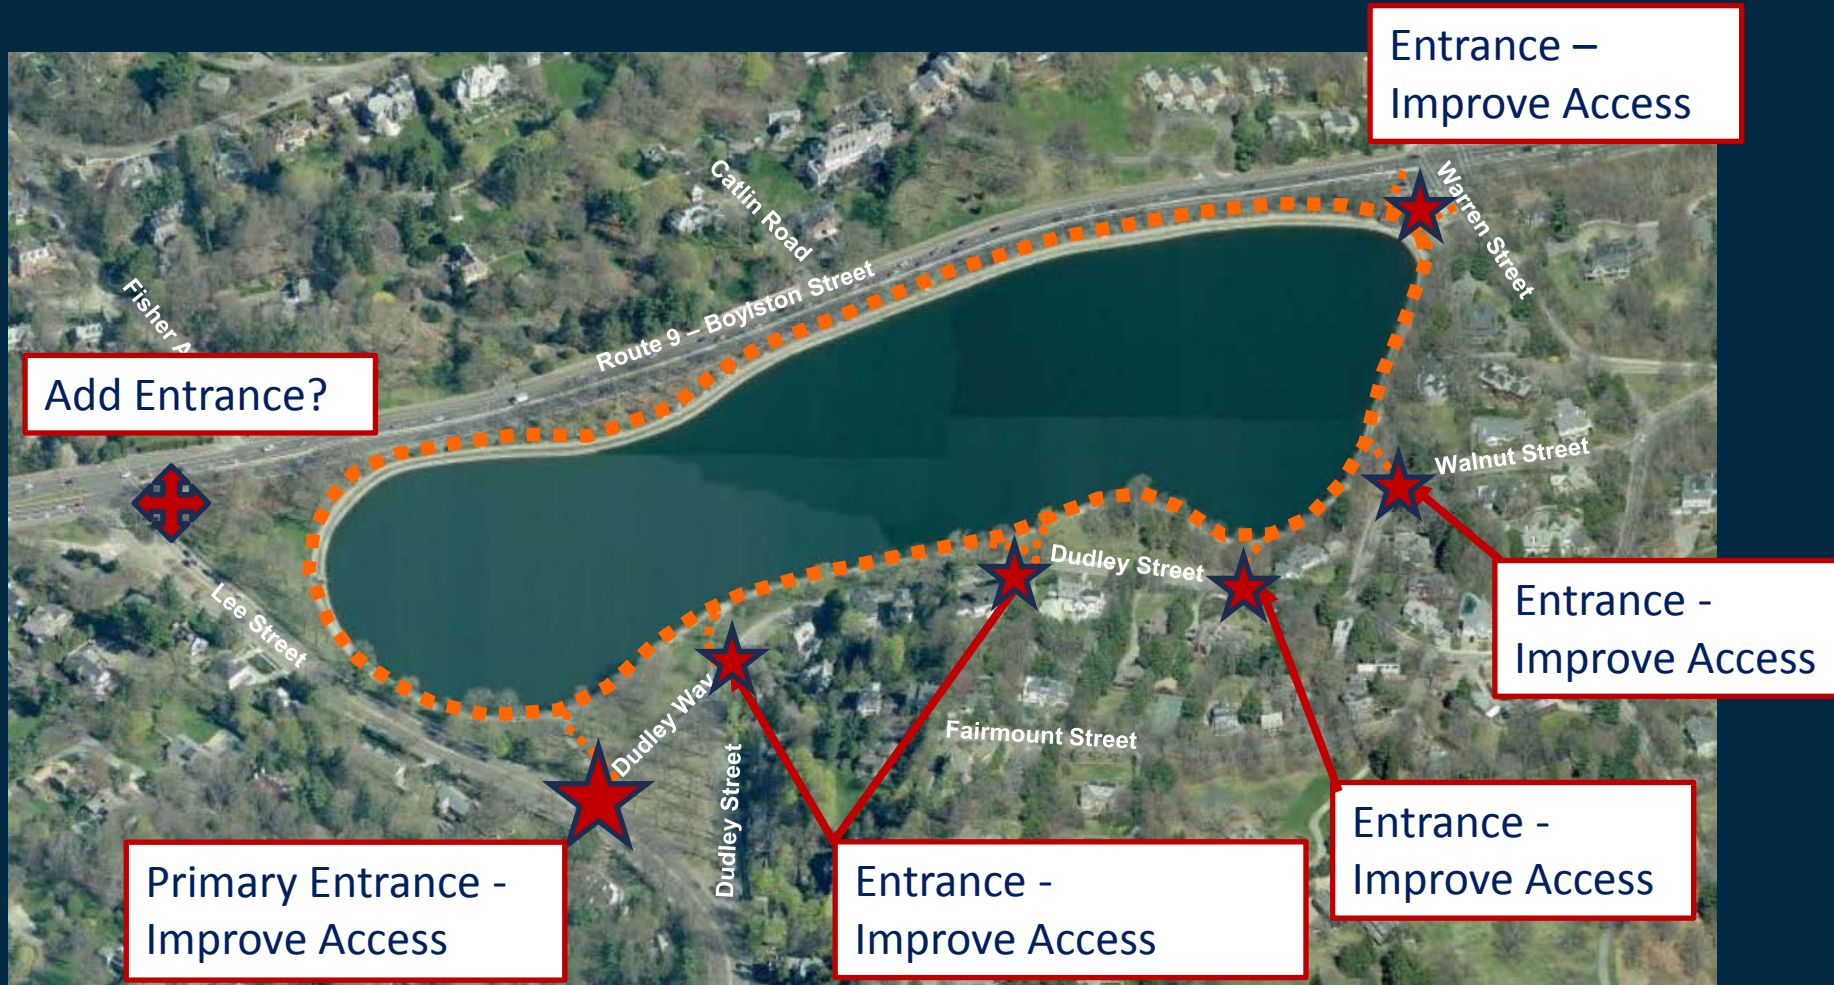 Entrance –
Improve Access
Warren Street
Catlin Road
Route 9 – Boylston Street
Fisher A
Add Entrance?
Walnut Street
Dudley Street
Lee Street
Entrance -
Improve Access
Dudley Way
Fairmount Street
Dudley Street
Entrance -
Improve Access
Primary Entrance -
Improve Access
Entrance -
Improve Access